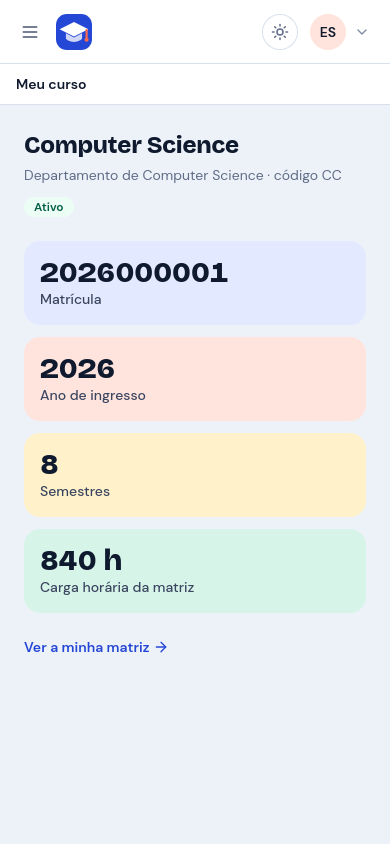 ES
Meu curso
Computer Science
Departamento de Computer Science · código CC
Ativo
2026000001
Matrícula
2026
Ano de ingresso
8
Semestres
840 h
Carga horária da matriz
Ver a minha matriz →